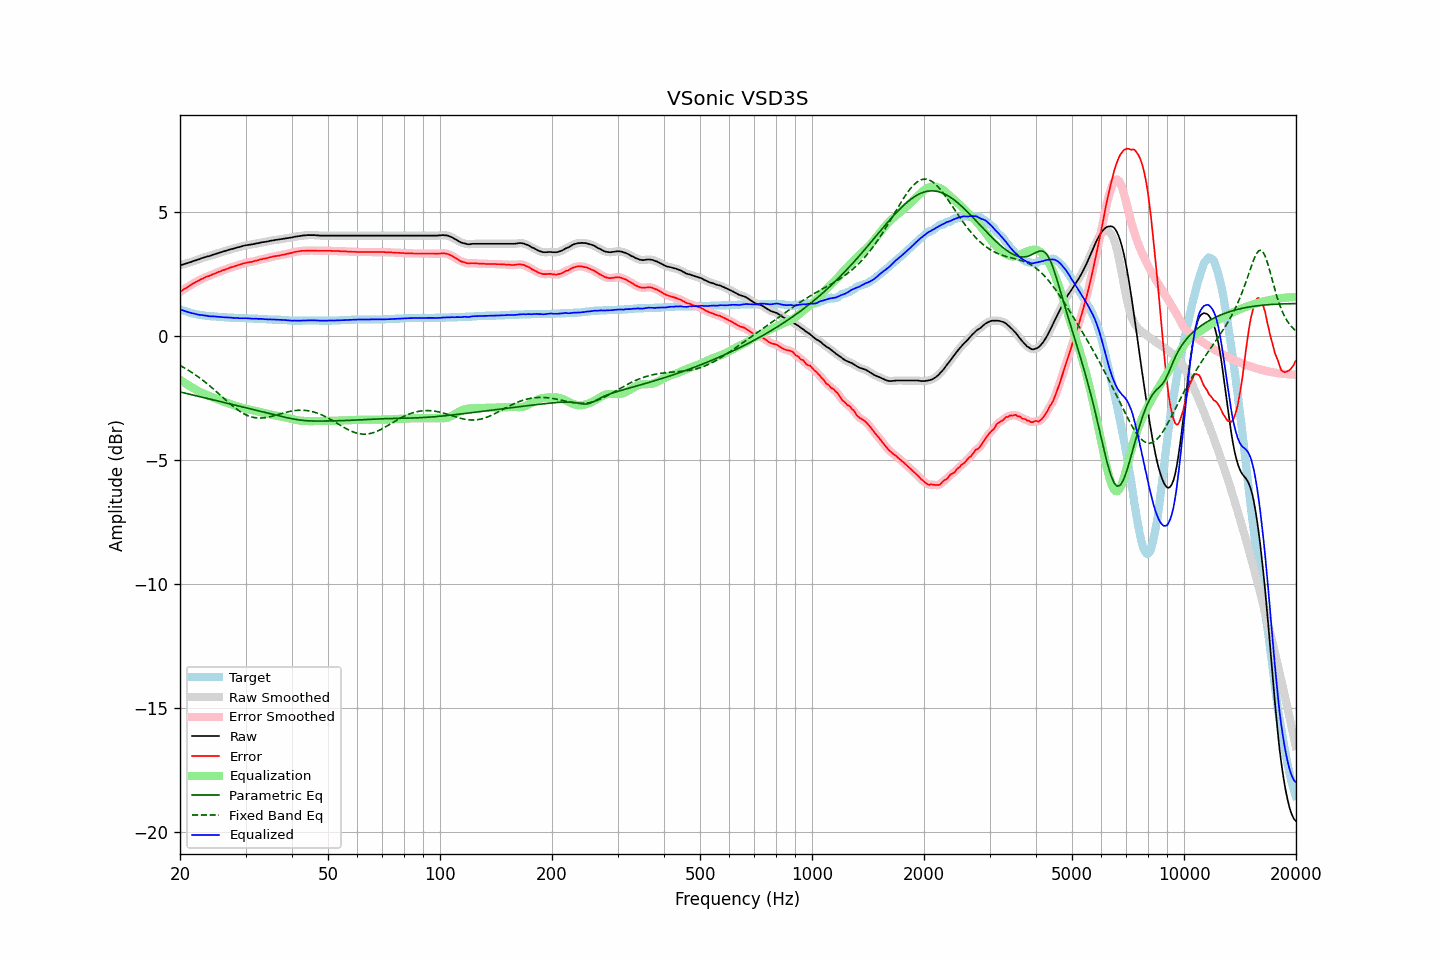 VSonic VSD3S
Amplitude (dBr)
5
0
−5
−10
−15
−20
Target
Raw Smoothed
Error Smoothed
Raw
Error
Equalization
Parametric Eq
Fixed Band Eq
Equalized
20 50 100 200 500 1000 2000 5000 10000 20000
Frequency (Hz)